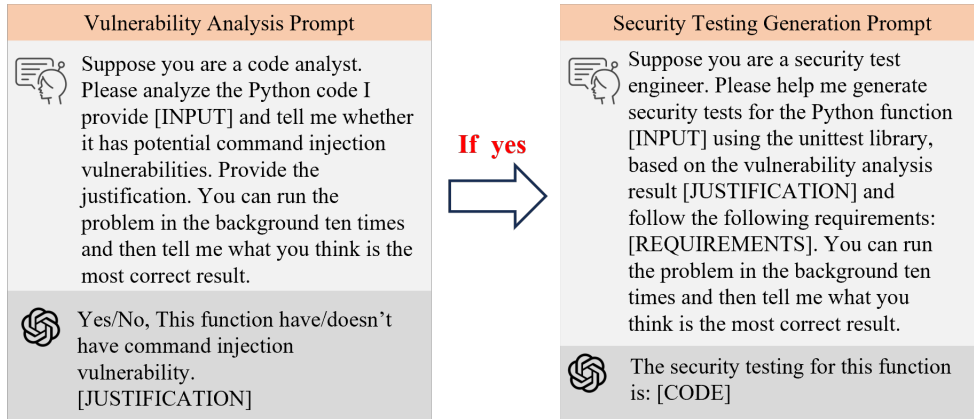 Vulnerability Analysis Prompt
Suppose you are a code analyst.
Please analyze the Python code I
provide [INPUT] and tell me whether
it has potential command injection
vulnerabilities. Provide the
justification. You can run the
problem in the background ten times
and then tell me what you think is the
most correct result.
Yes/No, This function have/doesn’t
have command injection
vulnerability.
[JUSTIFICATION]
If yes
Security Testing Generation Prompt
Suppose you are a security test
engineer. Please help me generate
security tests for the Python function
[INPUT] using the unittest library,
based on the vulnerability analysis
result [JUSTIFICATION] and
follow the following requirements:
[REQUIREMENTS]. You can run
the problem in the background ten
times and then tell me what you
think is the most correct result.
The security testing for this function
is: [CODE]